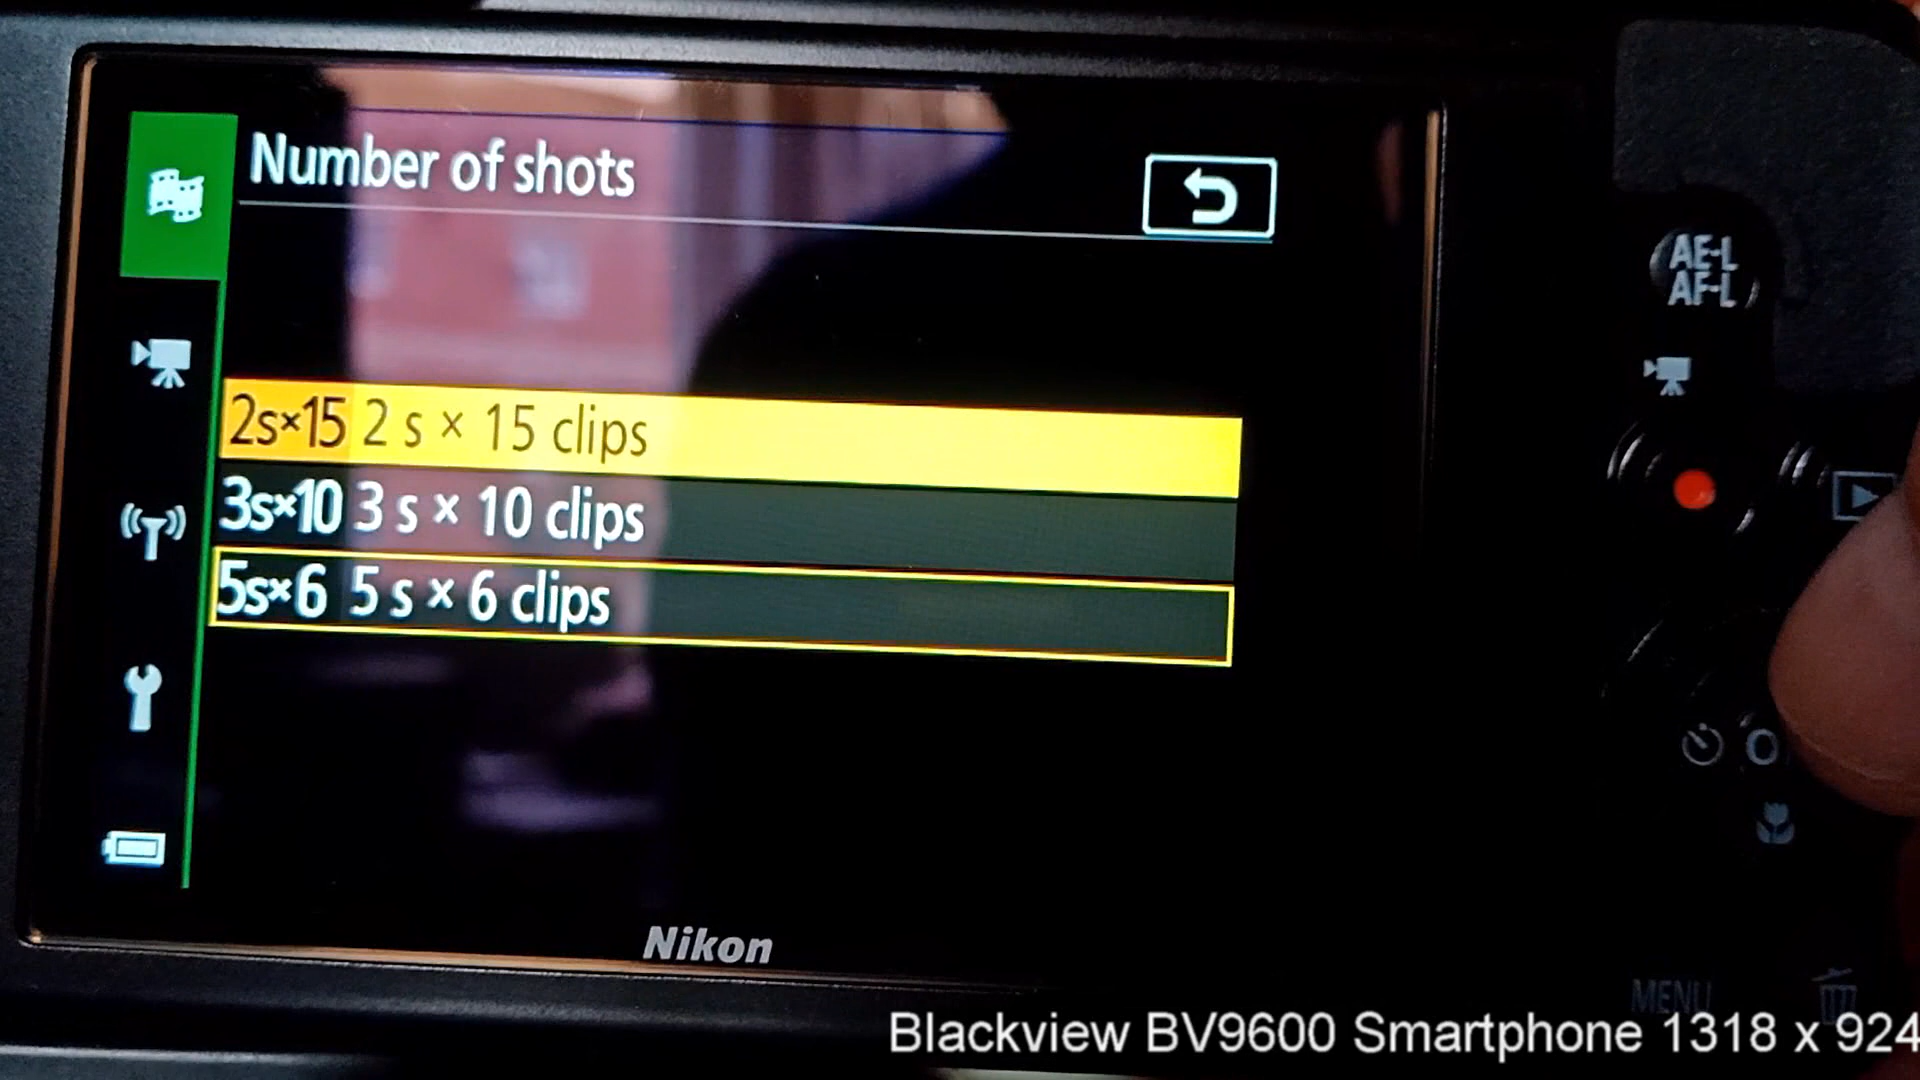 Number of shots
AE-L
AF-L
2s×15 2 s × 15 clips
3s×10 3 s × 10 clips
5s×6 5 s × 6 clips
Nikon
MENU
Blackview BV9600 Smartphone 1318 x 924